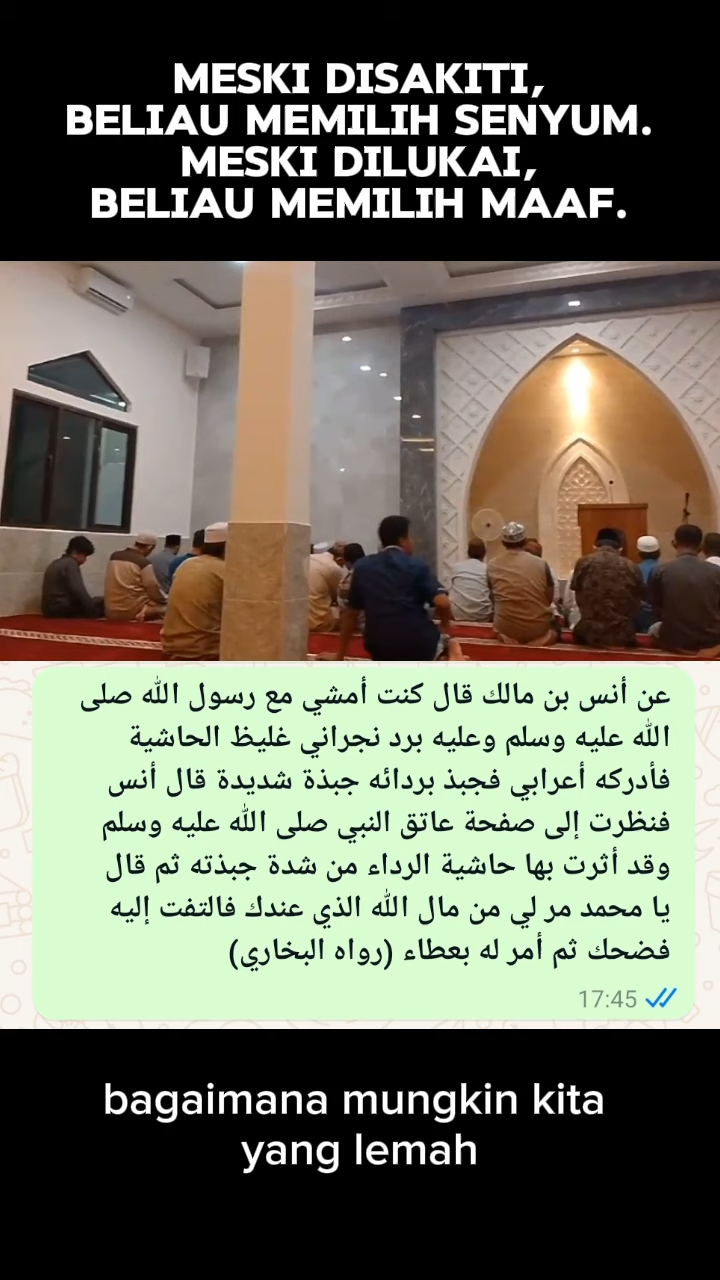 MESKI DISAKITI,
BELIAU MEMILIH SENYUM.
MESKI DILUKAI,
BELIAU MEMILIH MAAF.
عن أنس بن مالك قال كنت أمشي مع رسول الله صلى
الله عليه وسلم وعليه برد نجراني غليظ الحاشية
فأدركه أعرابي فجبذ بردائه جبذة شديدة قال أنس
فنظرت إلى صفحة عاتق النبي صلى الله عليه وسلم
وقد أثرت بها حاشية الرداء من شدة جبذته ثم قال
يا محمد مر لي من مال الله الذي عندك فالتفت إليه
فضحك ثم أمر له بعطاء (رواه البخاري)
17:45
bagaimana mungkin kita
yang lemah